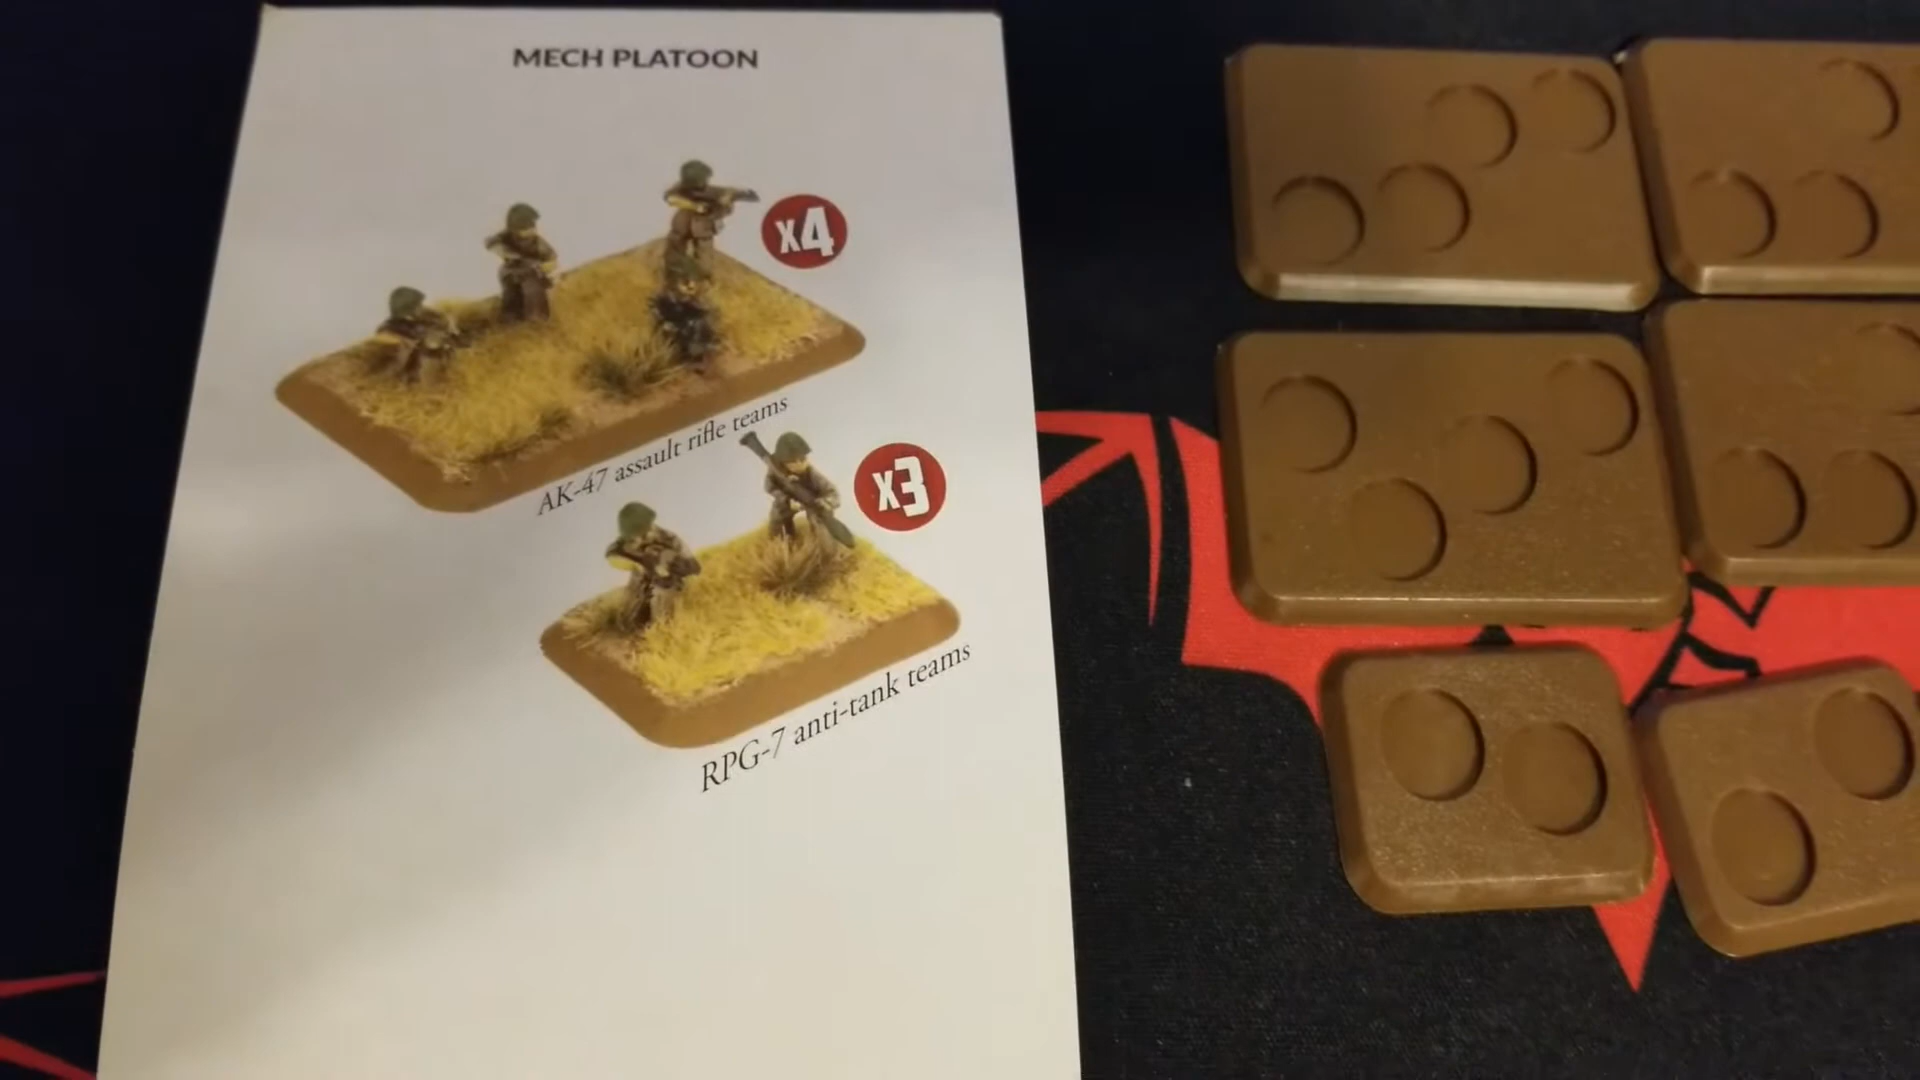 MECH PLATOON
x4
AK-47 assault rifle teams
x3
RPG-7 anti-tank teams